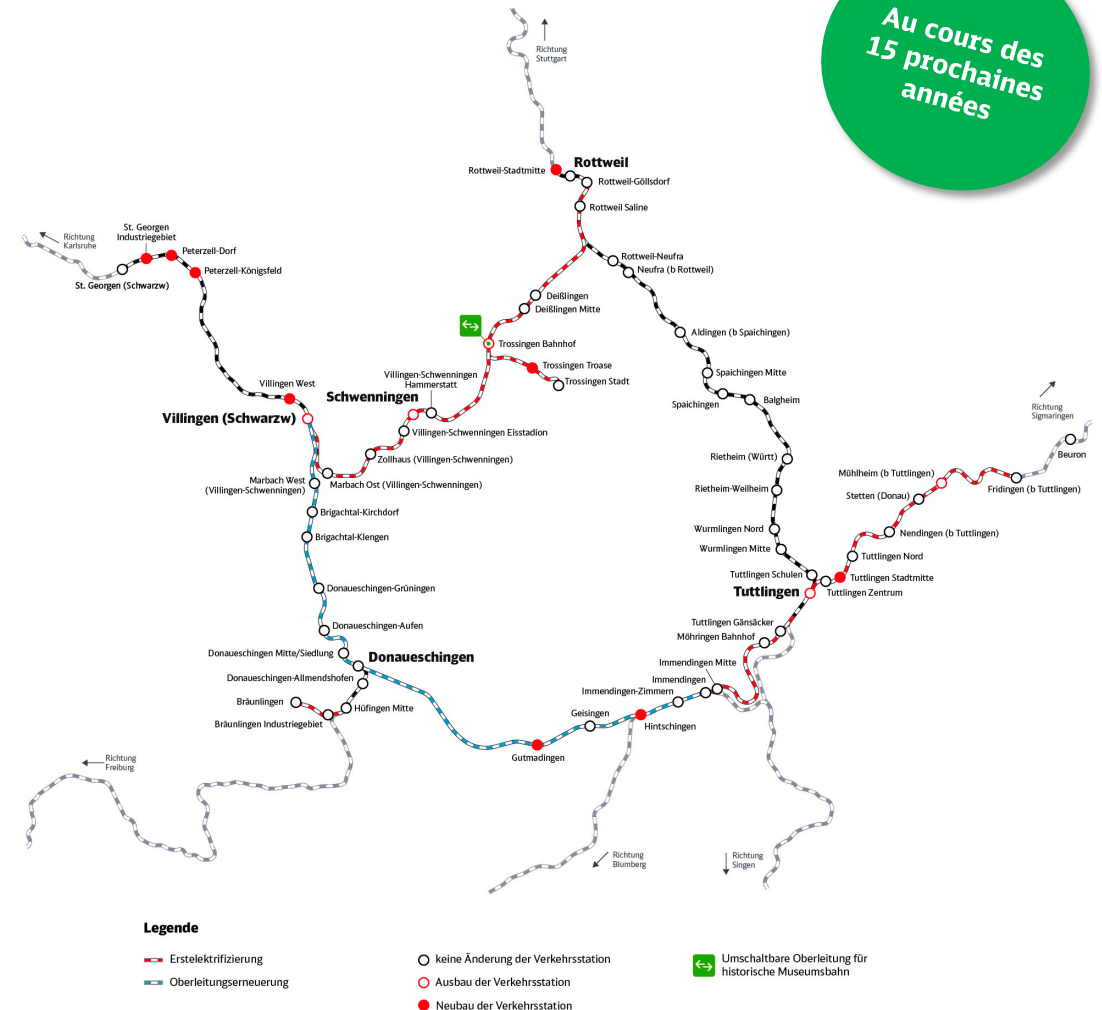 Au cours des
15 prochaines
années
Richtung
Stuttgart
Rottweil
Rottweil-Stadtmitte
Rottweil-Göllsdorf
Rottweil Saline
St. Georgen
Industriegebiet
Richtung
Karlsruhe
Peterzell-Dorf
Peterzell-Königsfeld
St. Georgen (Schwarzw)
Rottweil-Neufra
Neufra (b Rottweil)
Deißlingen
Deißlingen Mitte
Aldingen (b Spaichingen)
Trossingen Bahnhof
Trossingen Troase
Trossingen Stadt
Spaichingen Mitte
Villingen-Schwenningen
Hammerstatt
Villingen West
Schwenningen
Spaichingen
Balgheim
Richtung
Sigmaringen
Villingen (Schwarzw)
Villingen-Schwenningen Eisstadion
Beuron
Zollhaus (Villingen-Schwenningen)
Rietheim (Württ)
Mühlheim (b Tuttlingen)
Marbach West
(Villingen-Schwenningen)
Marbach Ost (Villingen-Schwenningen)
Rietheim-Weilheim
Stetten (Donau)
Fridingen (b Tuttlingen)
Brigachtal-Kirchdorf
Wurmlingen Nord
Nendingen (b Tuttlingen)
Brigachtal-Klengen
Wurmlingen Mitte
Tuttlingen Nord
Tuttlingen Schulen
Tuttlingen Stadtmitte
Donaueschingen-Grüningen
Tuttlingen
Tuttlingen Zentrum
Donaueschingen-Aufen
Tuttlingen Gänsäcker
Möhringen Bahnhof
Donaueschingen Mitte/Siedlung
Donaueschingen
Immendingen Mitte
Donaueschingen-Allmendshofen
Immendingen
Immendingen-Zimmern
Bräunlingen
Hüfingen Mitte
Geisingen
Bräunlingen Industriegebiet
Hintschingen
Gutmadingen
Richtung
Freiburg
Richtung
Blumberg
Richtung
Singen
Legende
Erstelektrifizierung
Oberleitungserneuerung
keine Änderung der Verkehrsstation
Ausbau der Verkehrsstation
Neubau der Verkehrsstation
Umschaltbare Oberleitung für
historische Museumsbahn